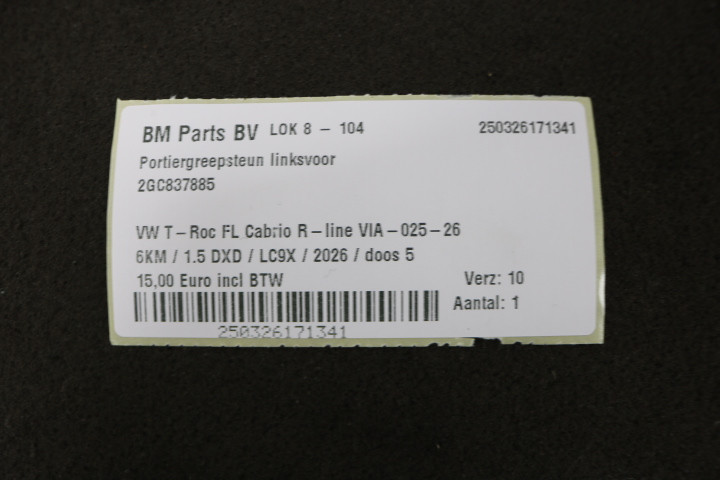 BM Parts BV LOK 8 - 104 250326171341
Portiergreepsteun linksvoor
2GC837885
VW T-Roc FL Cabrio R-line VIA-025-26
6KM / 1.5 DXD / LC9X / 2026 / doos 5
15,00 Euro incl BTW Verz: 10
Aantal: 1
250326171341